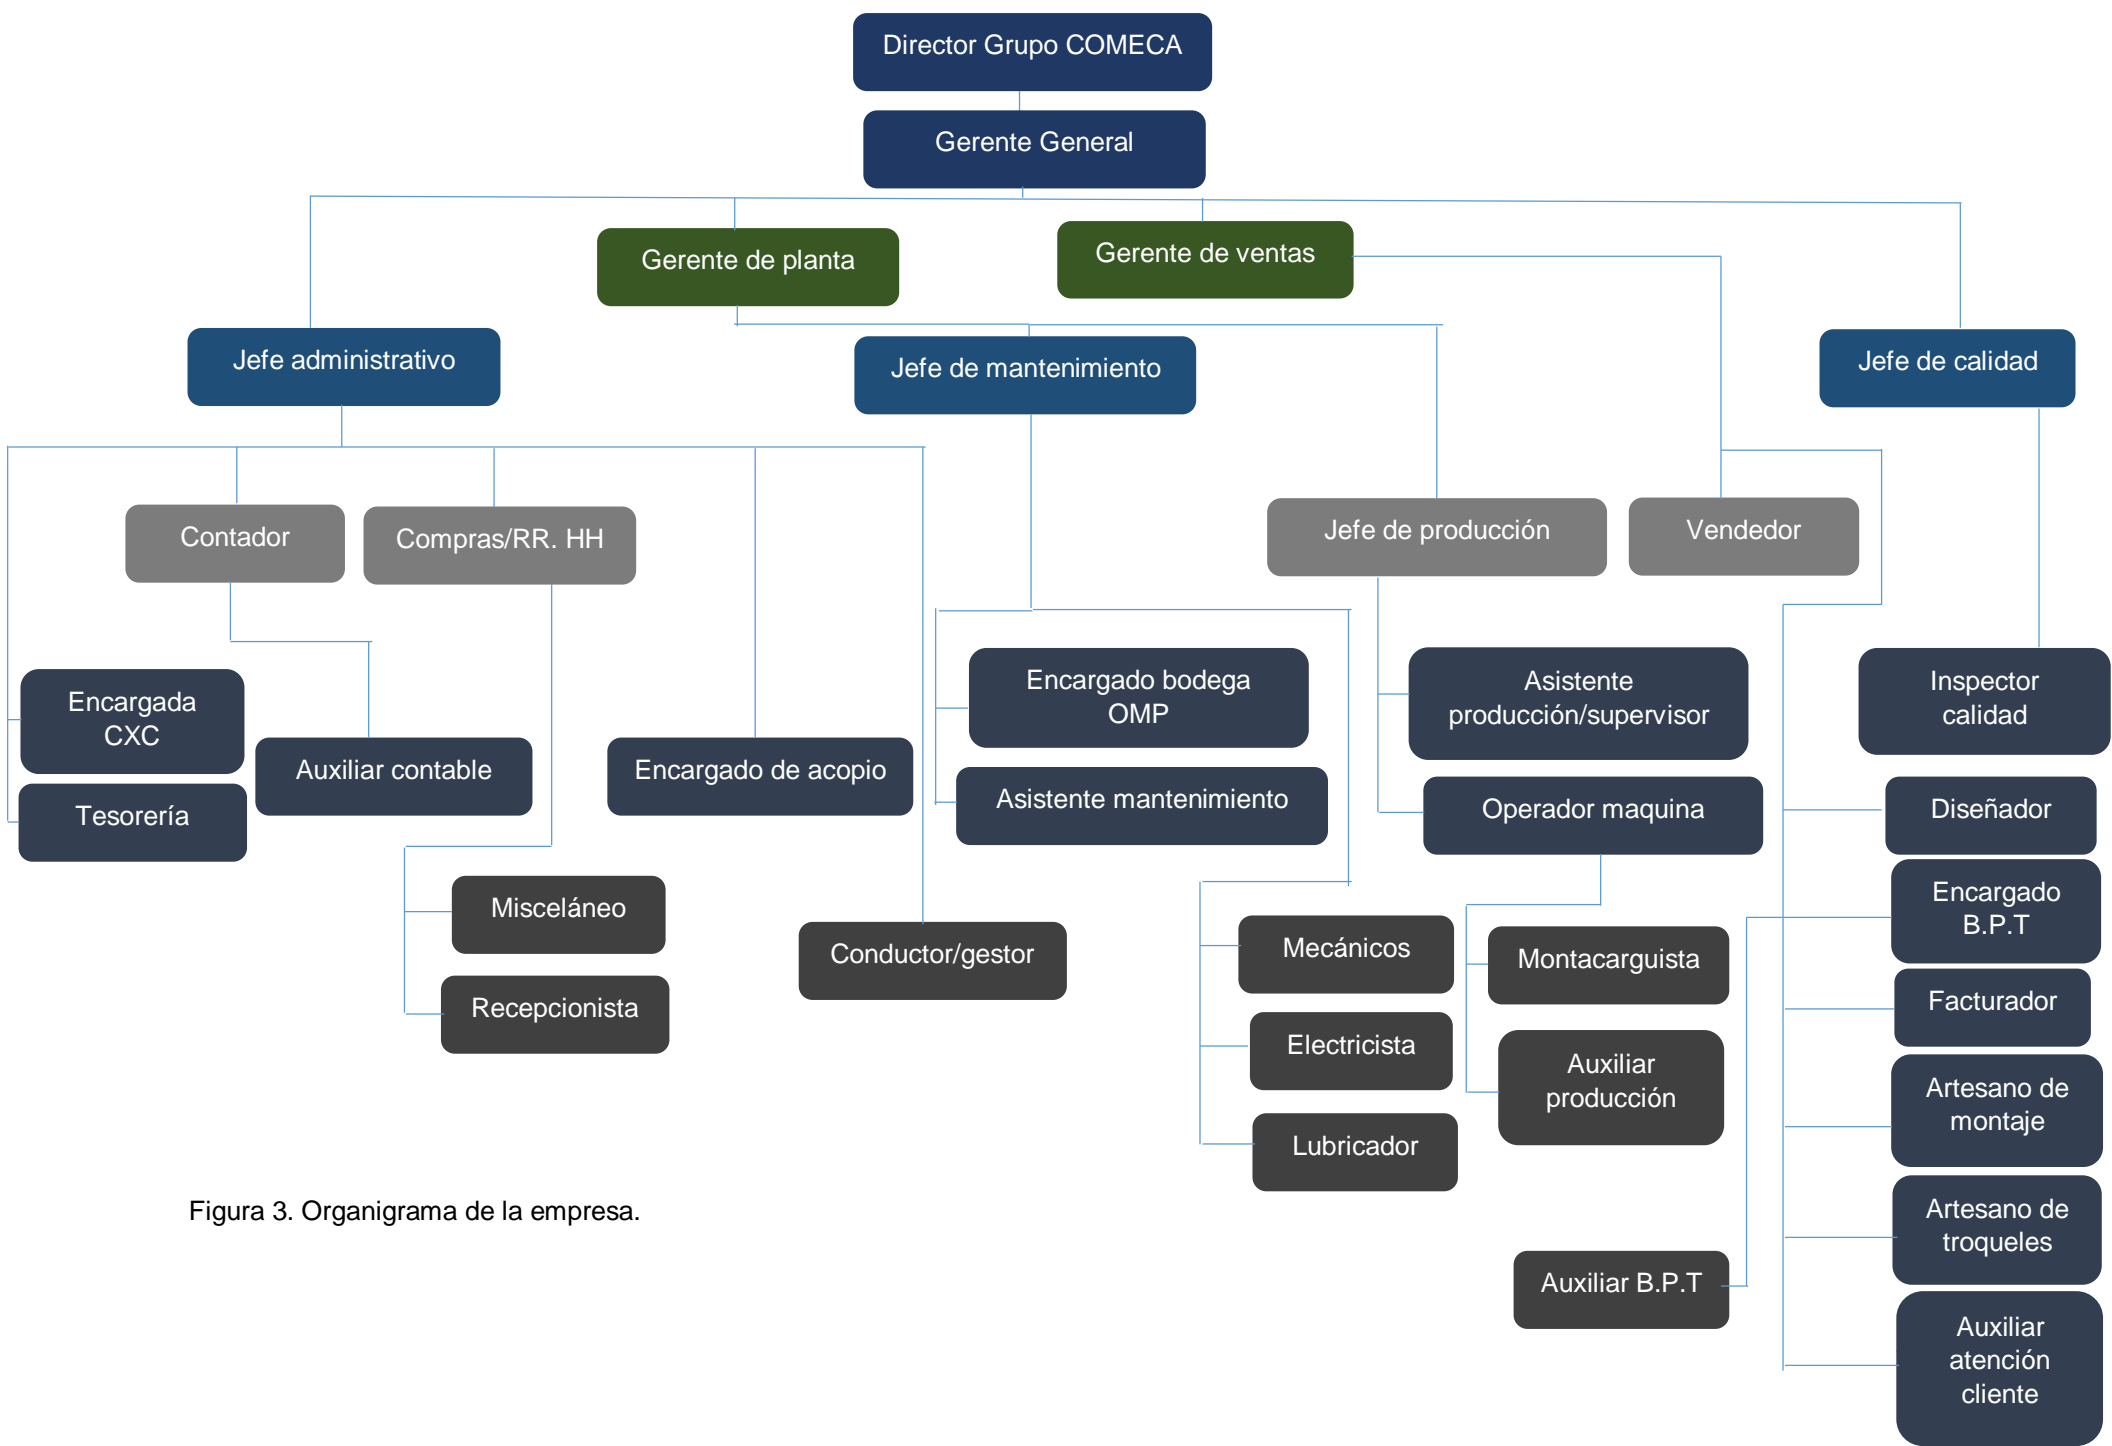 Director Grupo COMECA
Gerente General
Gerente de planta
Gerente de ventas
Jefe administrativo
Jefe de mantenimiento
Jefe de calidad
Contador
Compras/RR. HH
Jefe de producción
Vendedor
Encargada
CXC
Tesorería
Auxiliar contable
Encargado de acopio
Encargado bodega
OMP
Asistente mantenimiento
Asistente
producción/supervisor
Operador maquina
Inspector
calidad
Diseñador
Encargado
B.P.T
Facturador
Artesano de
montaje
Artesano de
troqueles
Auxiliar
atención
cliente
Misceláneo
Recepcionista
Conductor/gestor
Mecánicos
Electricista
Lubricador
Montacarguista
Auxiliar
producción
Auxiliar B.P.T
Figura 3. Organigrama de la empresa.